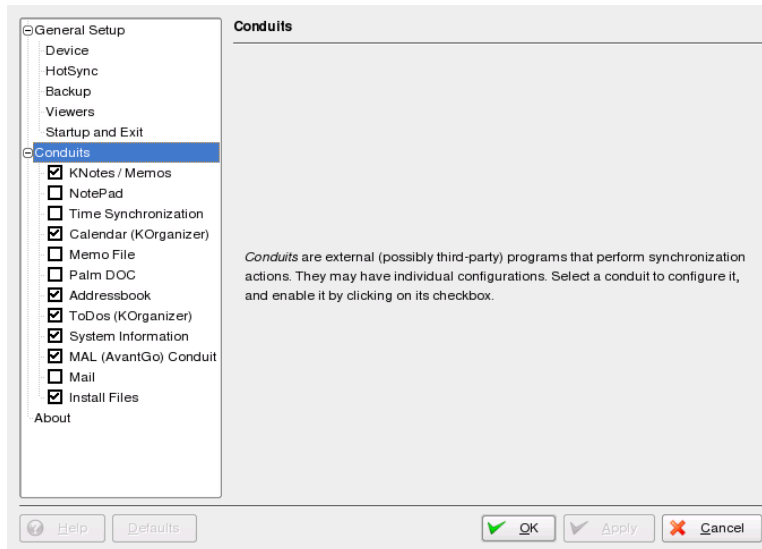 General Setup
Device
HotSync
Backup
Viewers
Startup and Exit
Conduits
KNotes / Memos
NotePad
Time Synchronization
Calendar (KOrganizer)
Memo File
Palm DOC
Addressbook
ToDos (KOrganizer)
System Information
MAL (AvantGo) Conduit
Mail
Install Files
About
Conduits
Conduits are external (possibly third-party) programs that perform synchronization
actions. They may have individual configurations. Select a conduit to configure it,
and enable it by clicking on its checkbox.
Help Defaults OK Apply Cancel